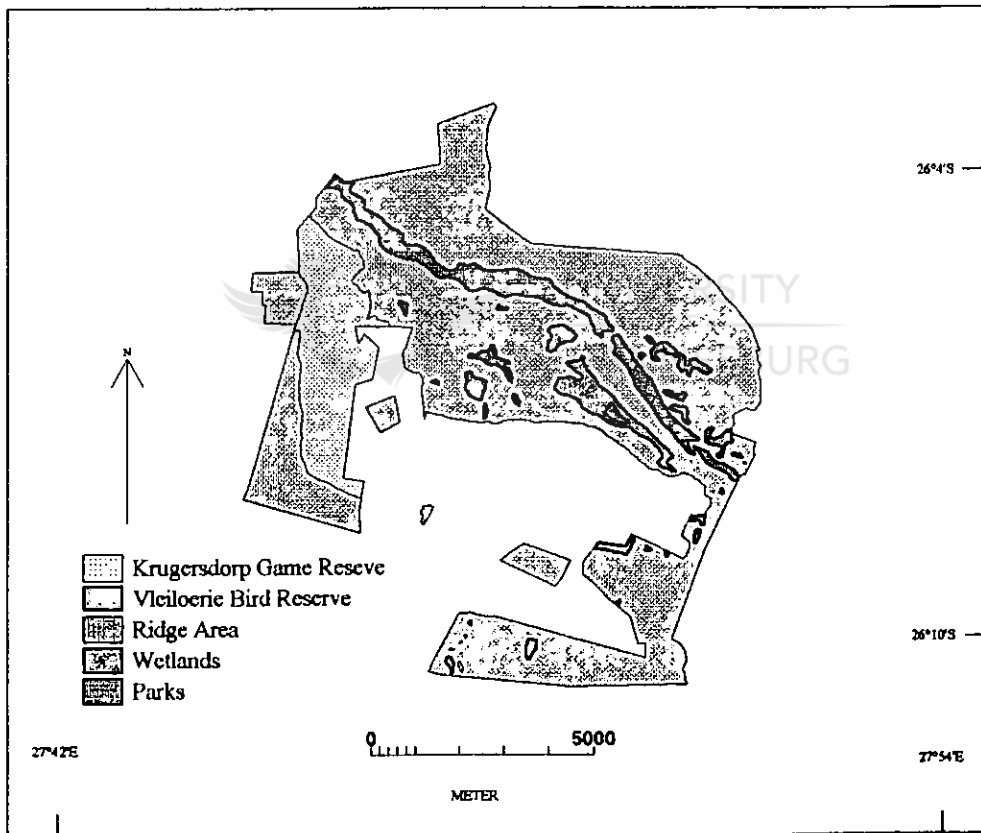 26°4'S
N
Krugersdorp Game Reseve
Vleiloerie Bird Reserve
Ridge Area
Wetlands
Parks
26°10'S
0 5000
27°42'E
27°54'E
METER